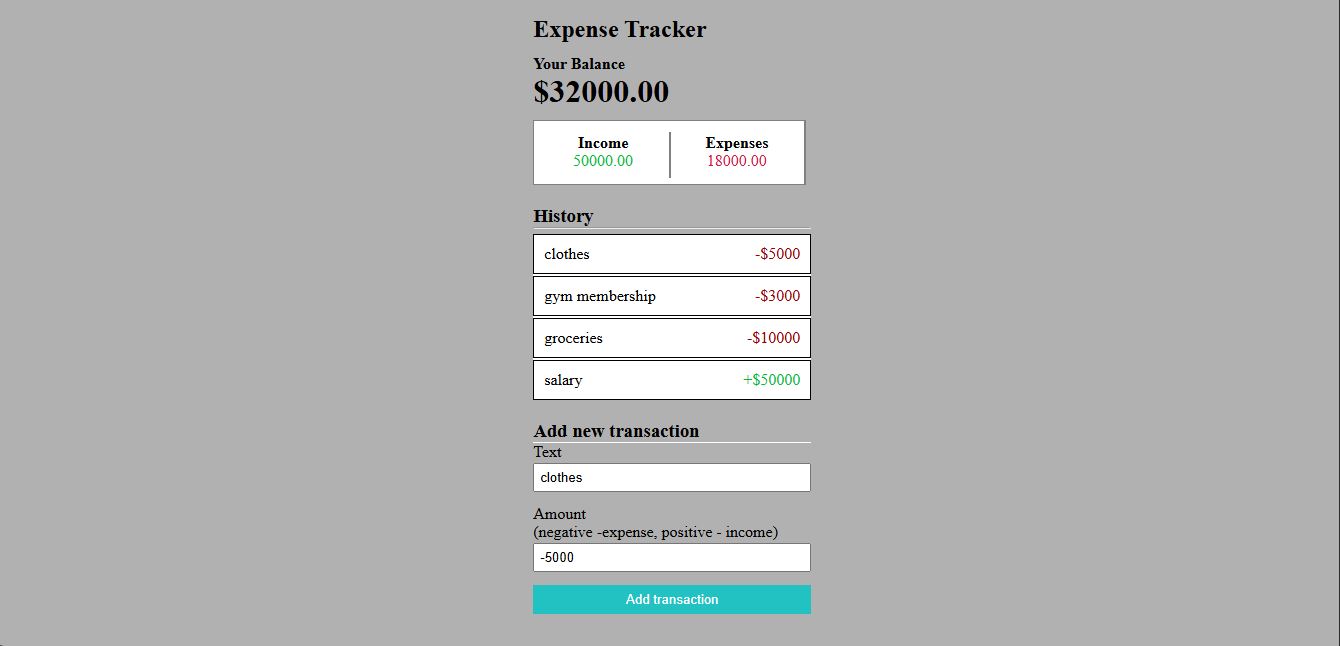 Expense Tracker
Your Balance
$32000.00
Income Expenses
50000.00 18000.00
History
clothes -$5000
gym membership -$3000
groceries -$10000
salary +$50000
Add new transaction
Text
clothes
Amount
(negative -expense, positive - income)
-5000
Add transaction